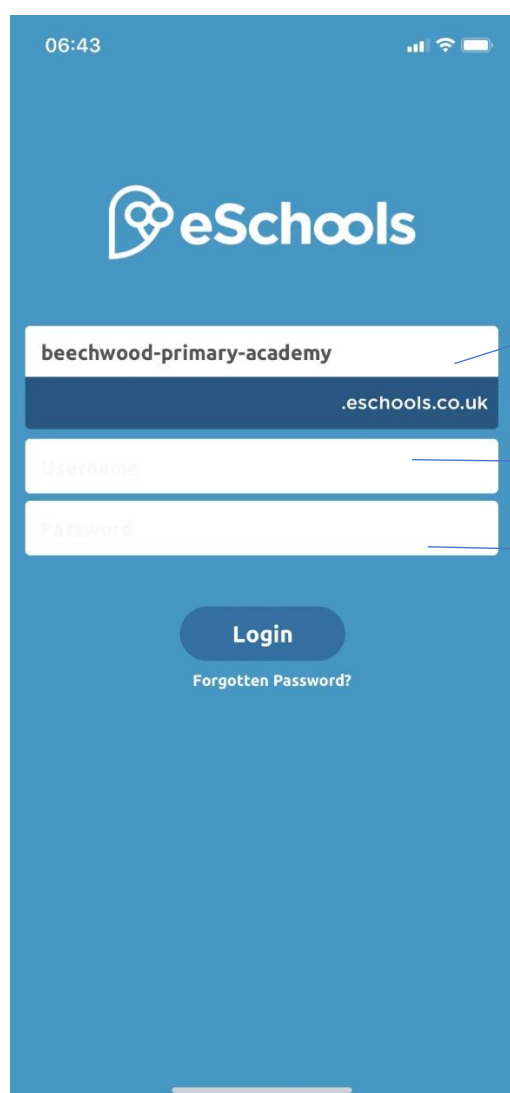 06:43
eSchools
beechwood-primary-academy
.eschools.co.uk
Username
Password
Login
Forgotten Password?